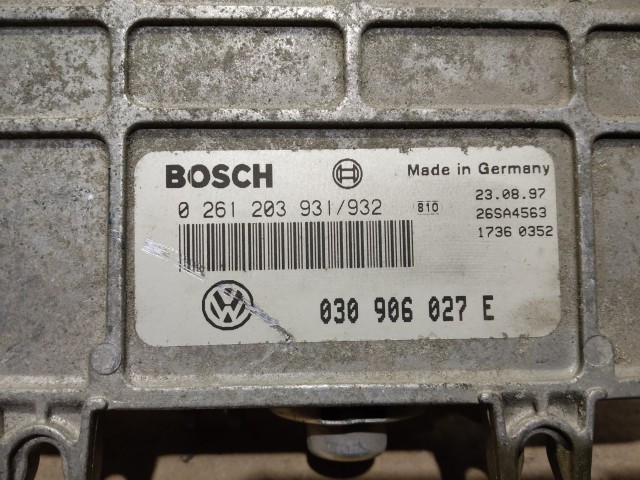 BOSCH
Made in Germany
0 261 203 931/932 810
23.08.97
26SA4563
1736 0352
VW
030 906 027 E